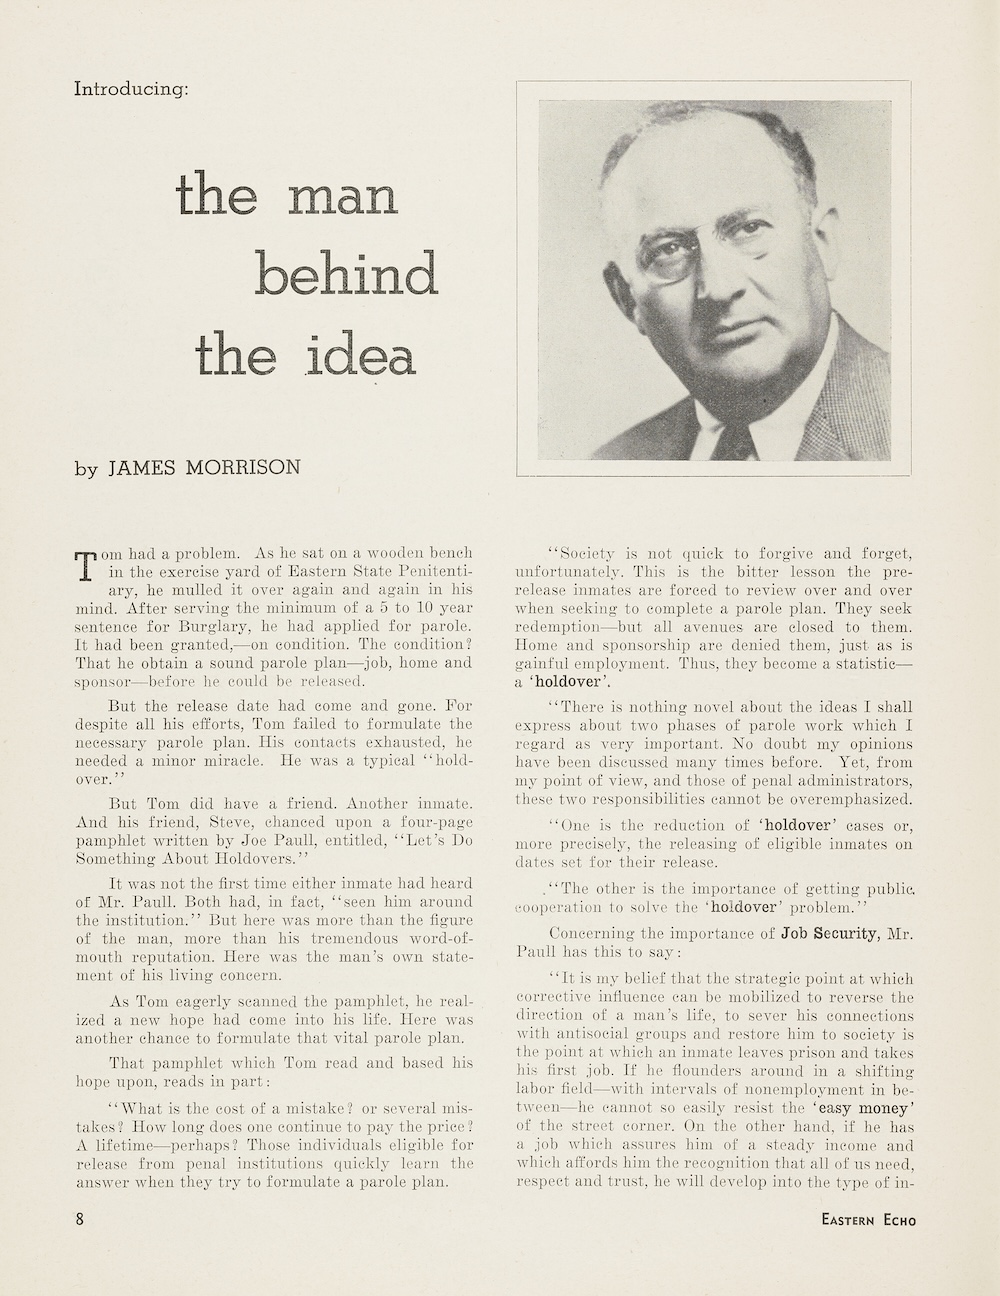 Introducing:
the man
behind
the idea
by JAMES MORRISON
Tom had a problem. As he sat on a wooden bench
in the exercise yard of Eastern State Penitenti-
ary, he mulled it over again and again in his
mind. After serving the minimum of a 5 to 10 year
sentence for Burglary, he had applied for parole.
It had been granted,—on condition. The condition?
That he obtain a sound parole plan—job, home and
sponsor—before he could be released.
But the release date had come and gone. For
despite all his efforts, Tom failed to formulate the
necessary parole plan. His contacts exhausted, he
needed a minor miracle. He was a typical “hold-
over.”
But Tom did have a friend. Another inmate.
And his friend, Steve, chanced upon a four-page
pamphlet written by Joe Paull, entitled, “Let’s Do
Something About Holdovers.”
It was not the first time either inmate had heard
of Mr. Paull. Both had, in fact, “seen him around
the institution.” But here was more than the figure
of the man, more than his tremendous word-of-
mouth reputation. Here was the man’s own state-
ment of his living concern.
As Tom eagerly scanned the pamphlet, he real-
ized a new hope had come into his life. Here was
another chance to formulate that vital parole plan.
That pamphlet which Tom read and based his
hope upon, reads in part:
“What is the cost of a mistake? or several mis-
takes? How long does one continue to pay the price?
A lifetime—perhaps? Those individuals eligible for
release from penal institutions quickly learn the
answer when they try to formulate a parole plan.
“Society is not quick to forgive and forget,
unfortunately. This is the bitter lesson the pre-
release inmates are forced to review over and over
when seeking to complete a parole plan. They seek
redemption—but all avenues are closed to them.
Home and sponsorship are denied them, just as is
gainful employment. Thus, they become a statistic—
a ‘holdover’.
“There is nothing novel about the ideas I shall
express about two phases of parole work which I
regard as very important. No doubt my opinions
have been discussed many times before. Yet, from
my point of view, and those of penal administrators,
these two responsibilities cannot be overemphasized.
“One is the reduction of ‘holdover’ cases or,
more precisely, the releasing of eligible inmates on
dates set for their release.
“The other is the importance of getting public
cooperation to solve the ‘holdover’ problem.”
Concerning the importance of Job Security, Mr.
Paull has this to say:
“It is my belief that the strategic point at which
corrective influence can be mobilized to reverse the
direction of a man’s life, to sever his connections
with antisocial groups and restore him to society is
the point at which an inmate leaves prison and takes
his first job. If he flounders around in a shifting
labor field—with intervals of nonemployment in be-
tween—he cannot so easily resist the ‘easy money’
of the street corner. On the other hand, if he has
a job which assures him of a steady income and
which affords him the recognition that all of us need,
respect and trust, he will develop into the type of in-
8
EASTERN ECHO